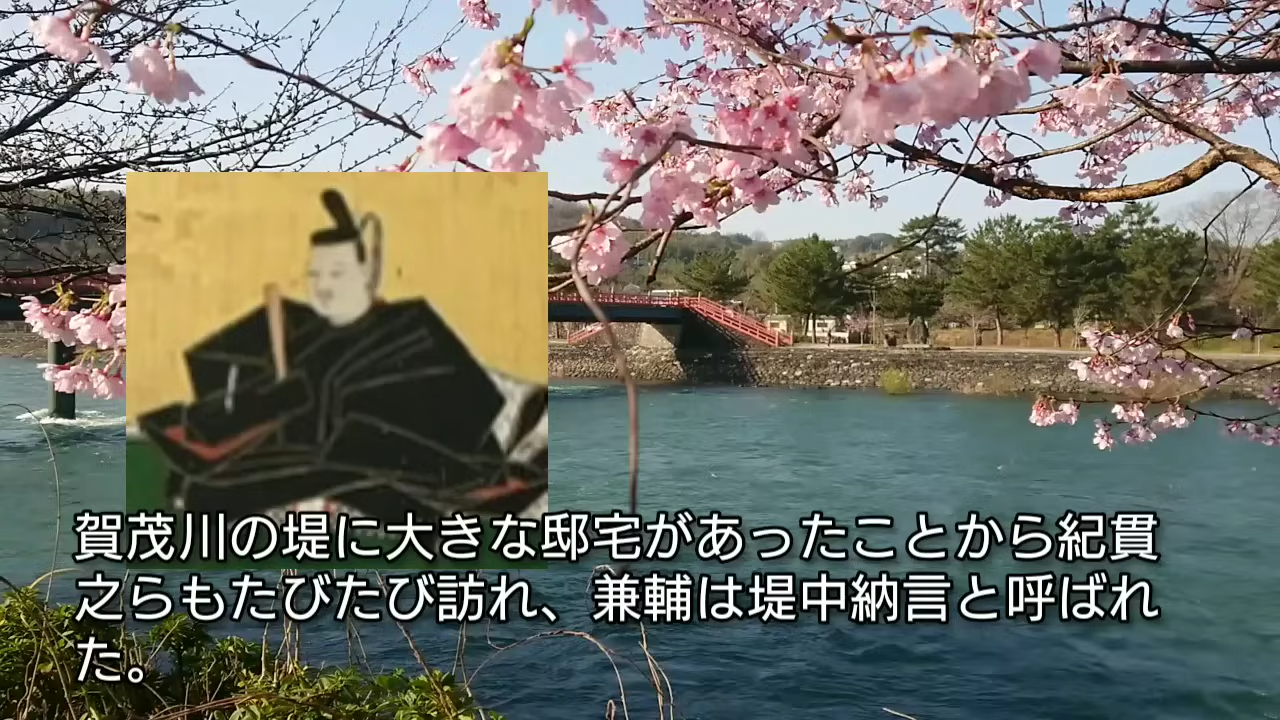 賀茂川の堤に大きな邸宅があったことから紀貫
之らもたびたび訪れ、兼輔は堤中納言と呼ばれ
た。